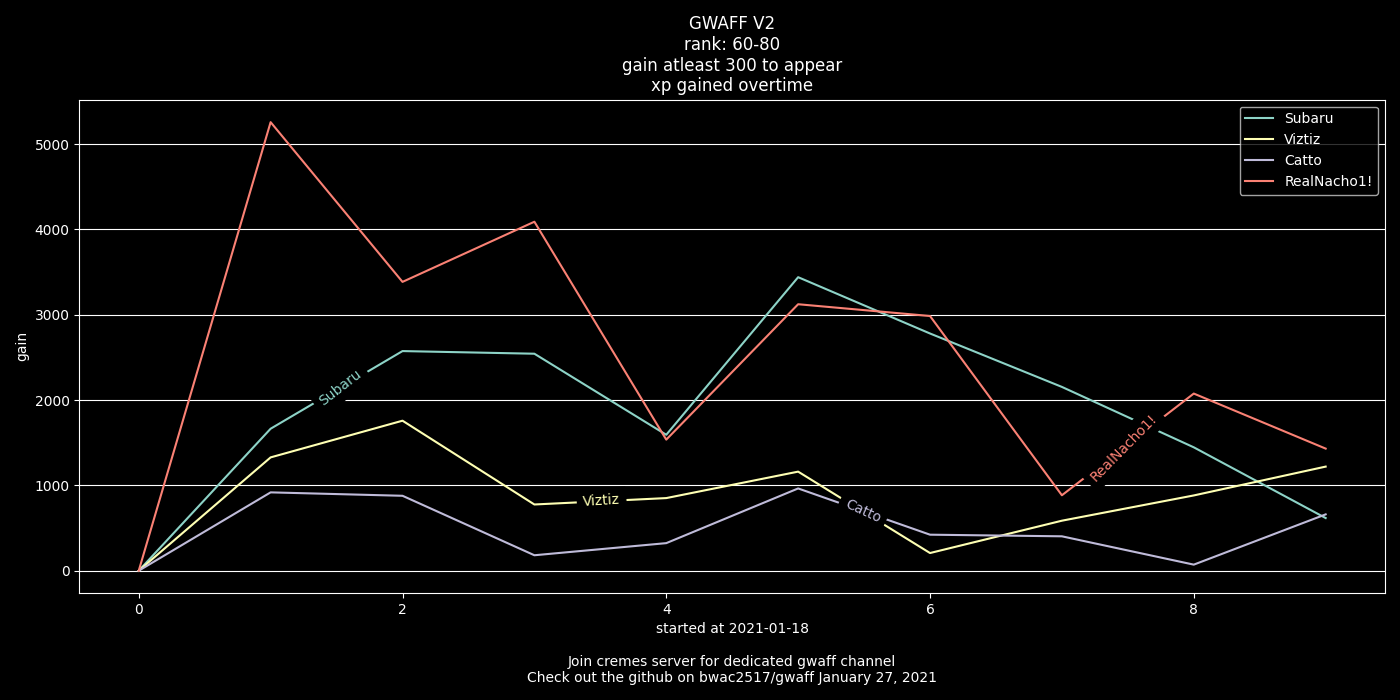 GWAFF V2
rank: 60-80
gain atleast 300 to appear
xp gained overtime
Subaru
Viztiz
Catto
RealNacho1!
5000
4000
3000
2000
1000
0
gain
Subaru
Viztiz
Catto
RealNacho1!
0 2 4 6 8
started at 2021-01-18
Join cremes server for dedicated gwaff channel
Check out the github on bwac2517/gwaff January 27, 2021